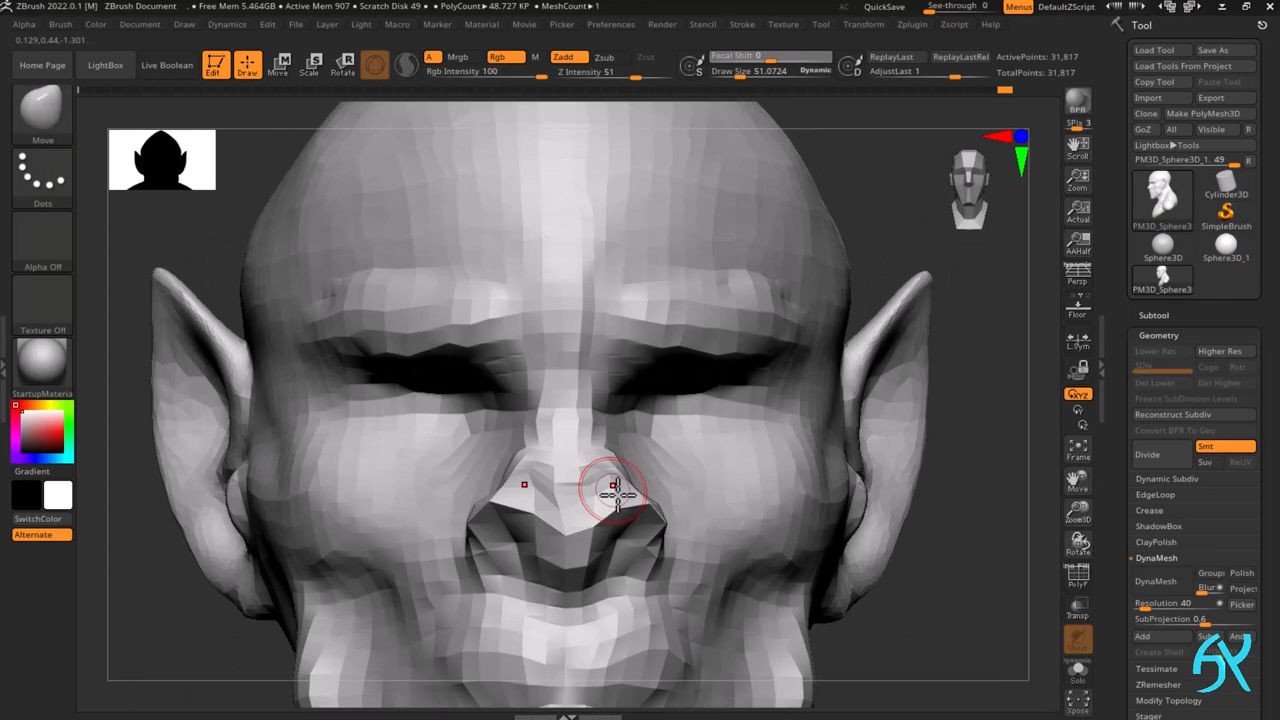 ZBrush 2022.0.1 [M] ZBrush Document . Free Mem 5.464GB • Active Mem 907 • Scratch Disk 49 • PolyCount▸48.727 KP • MeshCount▸1 AC QuickSave See-through 0 Menus DefaultZScript
Alpha Brush Color Document Draw Dynamics Edit File Layer Light Macro Marker Material Movie Picker Preferences Render Stencil Stroke Texture Tool Transform Zplugin Zscript Help
0.129,0.44,-1.301
Home Page LightBox Live Boolean Edit Draw Move Scale Rotate
A Mrgb Rgb M Zadd Zsub Zcut
Rgb Intensity 100 Z Intensity 51
S Focal Shift 0
Draw Size 51.0724 Dynamic
D ReplayLast ReplayLastRel
AdjustLast 1
ActivePoints: 31,817
TotalPoints: 31,817
Move
Dots
Alpha Off
Texture Off
StartupMateria
Gradient
SwitchColor
Alternate
BPR
SPix 3
Scroll
Zoom
Actual
AAHalf
Persp
Floor
L.Sym
XYZ
Frame
Move
Zoom3D
Rotate
PolyF
Transp
Ghost
Solo
Xpose
Tool
Load Tool Save As
Load Tools From Project
Copy Tool Paste Tool
Import Export
Clone Make PolyMesh3D
GoZ All Visible R
Lightbox▸Tools
PM3D_Sphere3D_1. 49 R
PM3D_Sphere3 Cylinder3D
SimpleBrush
Sphere3D Sphere3D_1
PM3D_Sphere3
Subtool
Geometry
Lower Res Higher Res
SDiv Cage Rstr
Del Lower Del Higher
Freeze SubDivision Levels
Reconstruct Subdiv
Convert BPR To Geo
Divide Smt
Suv ReUV
Dynamic Subdiv
EdgeLoop
Crease
ShadowBox
ClayPolish
DynaMesh
DynaMesh Group Polish
Blur Projec
Resolution 40 Picker
SubProjection 0.6
Add Sub And
Create Shell
Tessimate
ZRemesher
Modify Topology
Stager